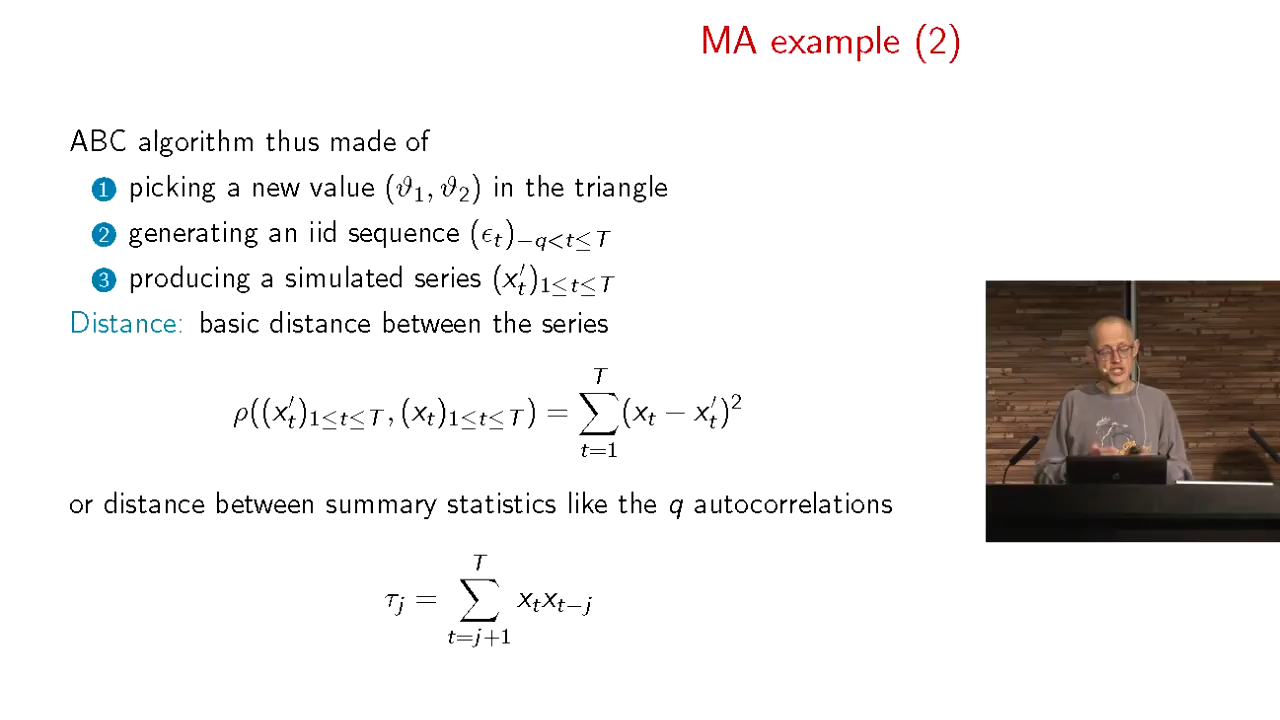 MA example (2)
ABC algorithm thus made of
1 picking a new value (ϑ₁, ϑ₂) in the triangle
2 generating an iid sequence (ϵₜ)_{−q<t≤T}
3 producing a simulated series (x′ₜ)_{1≤t≤T}
Distance: basic distance between the series
ρ((x′ₜ)_{1≤t≤T}, (xₜ)_{1≤t≤T}) = ∑_{t=1}^{T} (xₜ − x′ₜ)²
or distance between summary statistics like the q autocorrelations
τⱼ = ∑_{t=j+1}^{T} xₜxₜ₋ⱼ